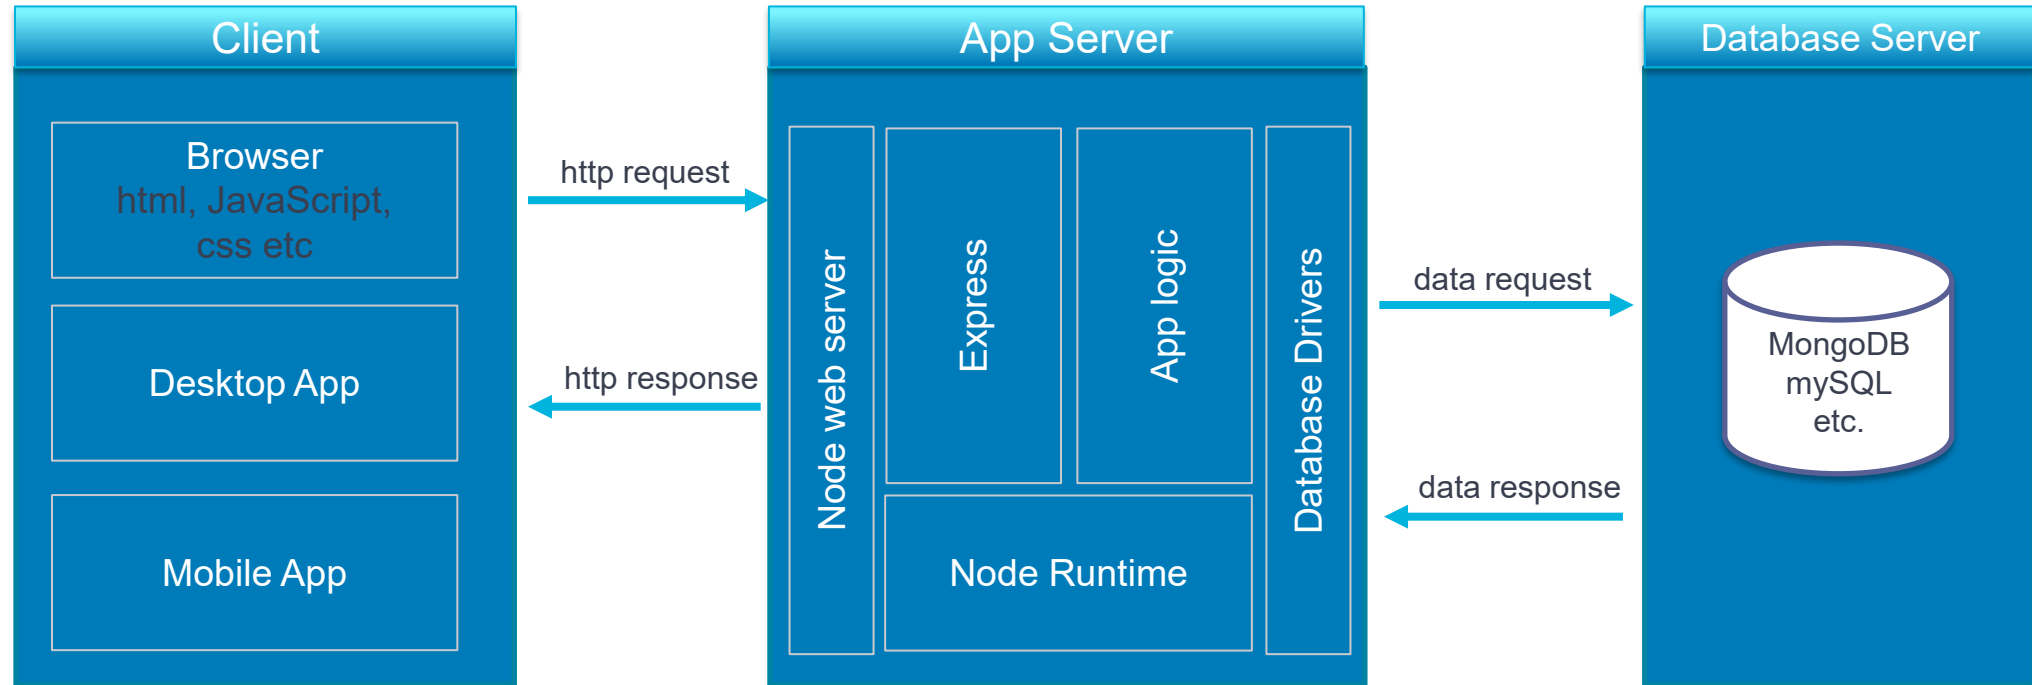 Client
Browser
html, JavaScript,
css etc
Desktop App
Mobile App
http request
http response
App Server
Node web server
Express
App logic
Database Drivers
Node Runtime
data request
data response
Database Server
MongoDB
mySQL
etc.